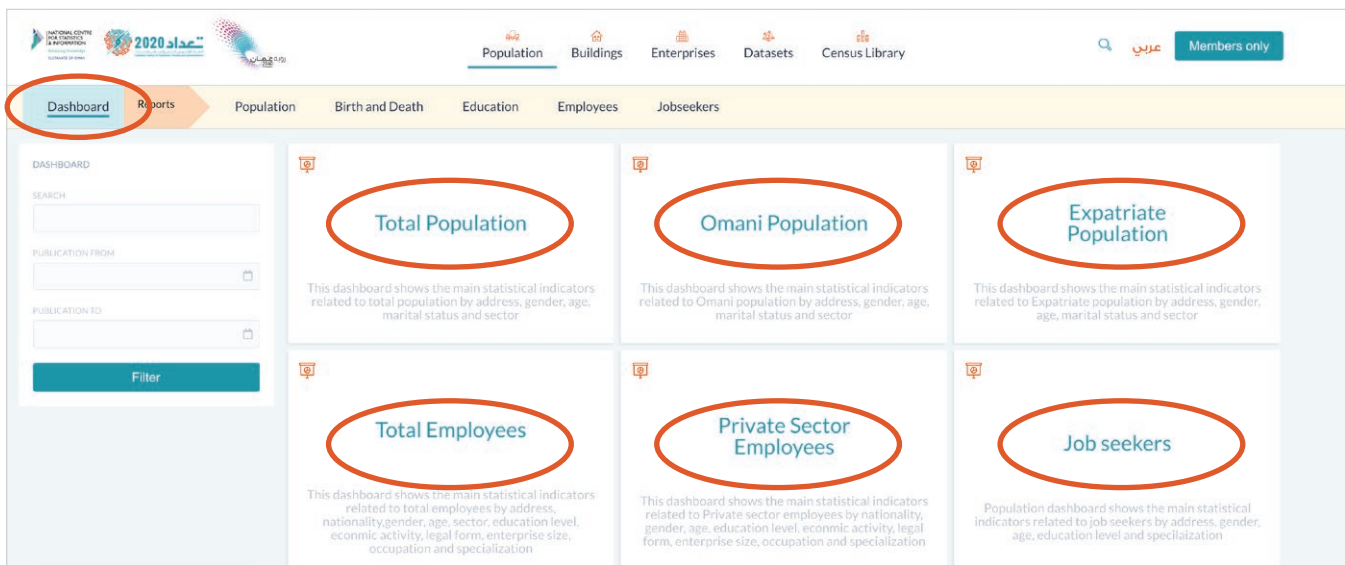 NATIONAL CENTRE
FOR STATISTICS
& INFORMATION
SULTANATE OF OMAN
تعداد 2020
Population
Buildings
Enterprises
Datasets
Census Library
عربي
Members only
Dashboard
Reports
Population
Birth and Death
Education
Employees
Jobseekers
DASHBOARD
SEARCH
PUBLICATION FROM
PUBLICATION TO
Filter
Total Population
This dashboard shows the main statistical indicators
related to total population by address, gender, age,
marital status and sector
Omani Population
This dashboard shows the main statistical indicators
related to Omani population by address, gender, age,
marital status and sector
Expatriate
Population
This dashboard shows the main statistical indicators
related to Expatriate population by address, gender,
age, marital status and sector
Total Employees
This dashboard shows the main statistical indicators
related to total employees by address,
nationality,gender, age, sector, education level,
econmic activity, legal form, enterprise size,
occupation and specialization
Private Sector
Employees
This dashboard shows the main statistical indicators
related to Private sector employees by nationality,
gender, age, education level, econmic activity, legal
form, enterprise size, occupation and specialization
Job seekers
Population dashboard shows the main statistical
indicators related to job seekers by address, gender,
age, education level and specilaization